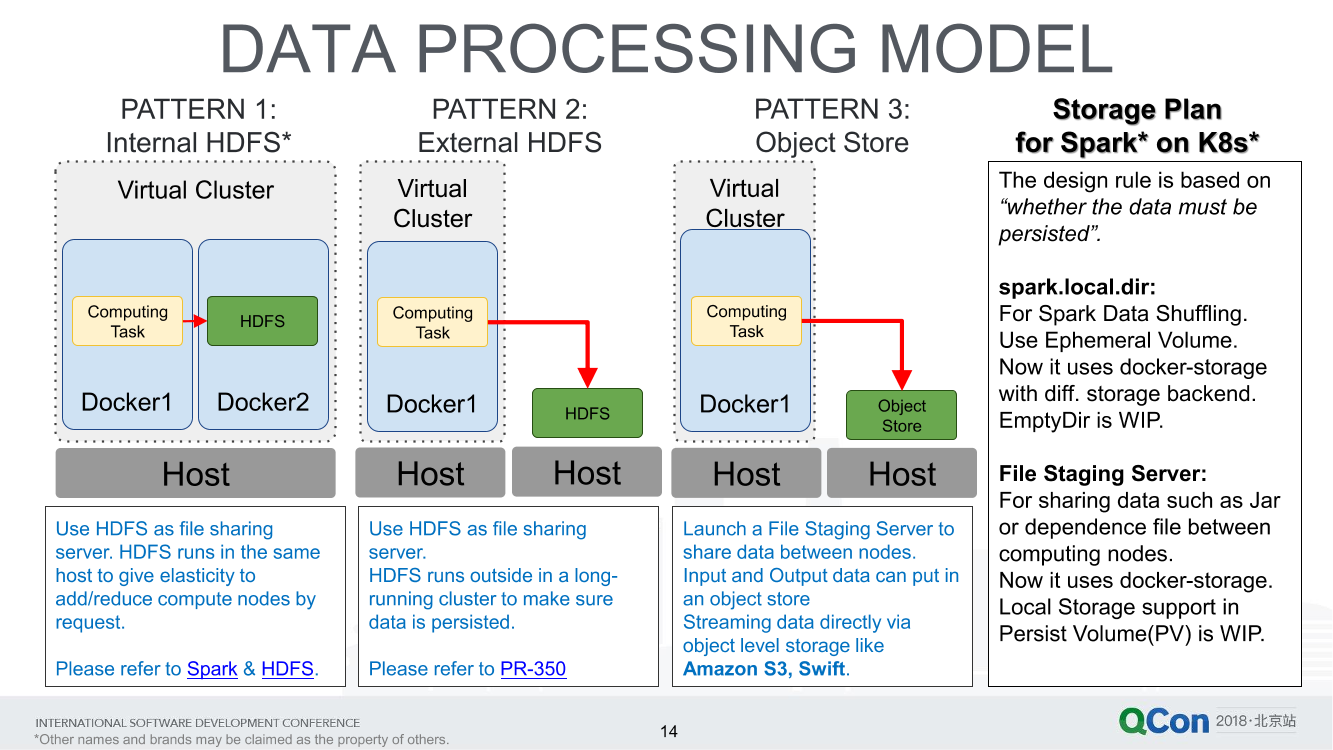 DATA PROCESSING MODEL
PATTERN 1:
Internal HDFS*
Virtual Cluster
Computing
Task
HDFS
Docker1
Docker2
Host
Use HDFS as file sharing
server. HDFS runs in the same
host to give elasticity to
add/reduce compute nodes by
request.
Please refer to Spark & HDFS.
PATTERN 2:
External HDFS
Virtual
Cluster
Computing
Task
Docker1
HDFS
Host
Host
Use HDFS as file sharing
server.
HDFS runs outside in a long-
running cluster to make sure
data is persisted.
Please refer to PR-350
PATTERN 3:
Object Store
Virtual
Cluster
Computing
Task
Docker1
Object
Store
Host
Host
Launch a File Staging Server to
share data between nodes.
Input and Output data can put in
an object store
Streaming data directly via
object level storage like
Amazon S3, Swift.
Storage Plan
for Spark* on K8s*
The design rule is based on
“whether the data must be
persisted”.
spark.local.dir:
For Spark Data Shuffling.
Use Ephemeral Volume.
Now it uses docker-storage
with diff. storage backend.
EmptyDir is WIP.
File Staging Server:
For sharing data such as Jar
or dependence file between
computing nodes.
Now it uses docker-storage.
Local Storage support in
Persist Volume(PV) is WIP.
INTERNATIONAL SOFTWARE DEVELOPMENT CONFERENCE
*Other names and brands may be claimed as the property of others.
14
QCon 2018·北京站